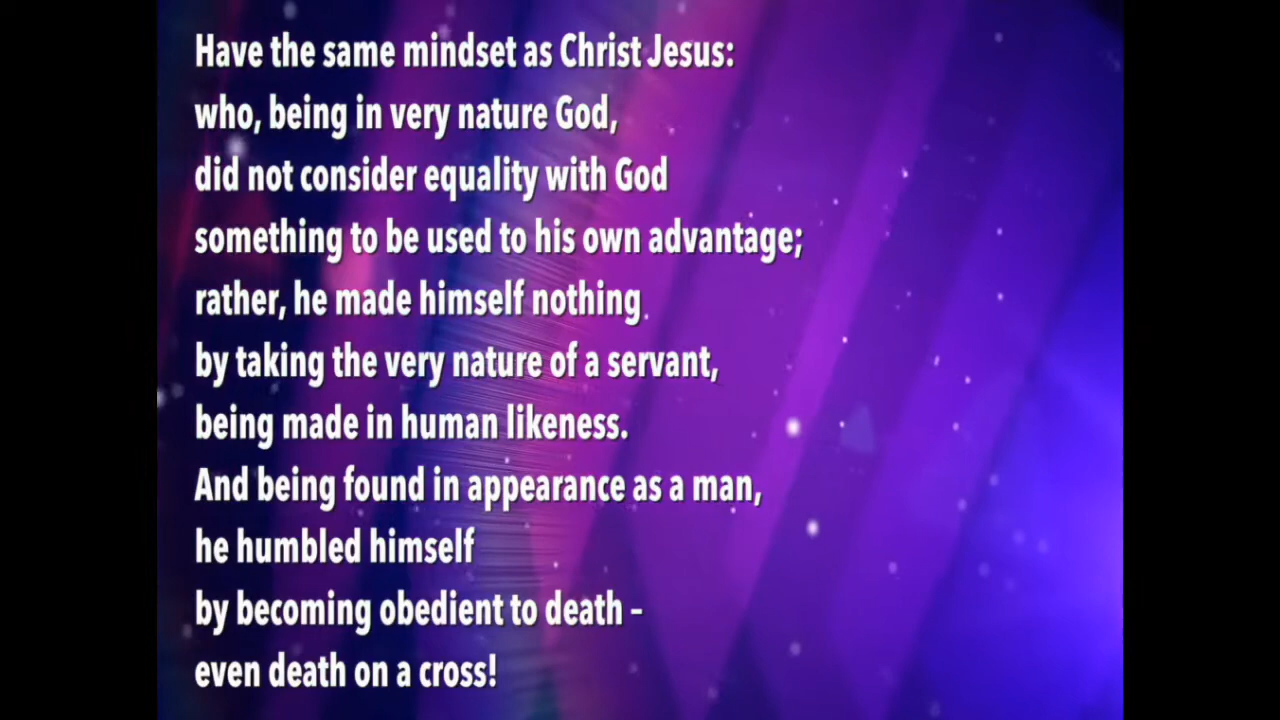 Have the same mindset as Christ Jesus:
who, being in very nature God,
did not consider equality with God
something to be used to his own advantage;
rather, he made himself nothing
by taking the very nature of a servant,
being made in human likeness.
And being found in appearance as a man,
he humbled himself
by becoming obedient to death –
even death on a cross!